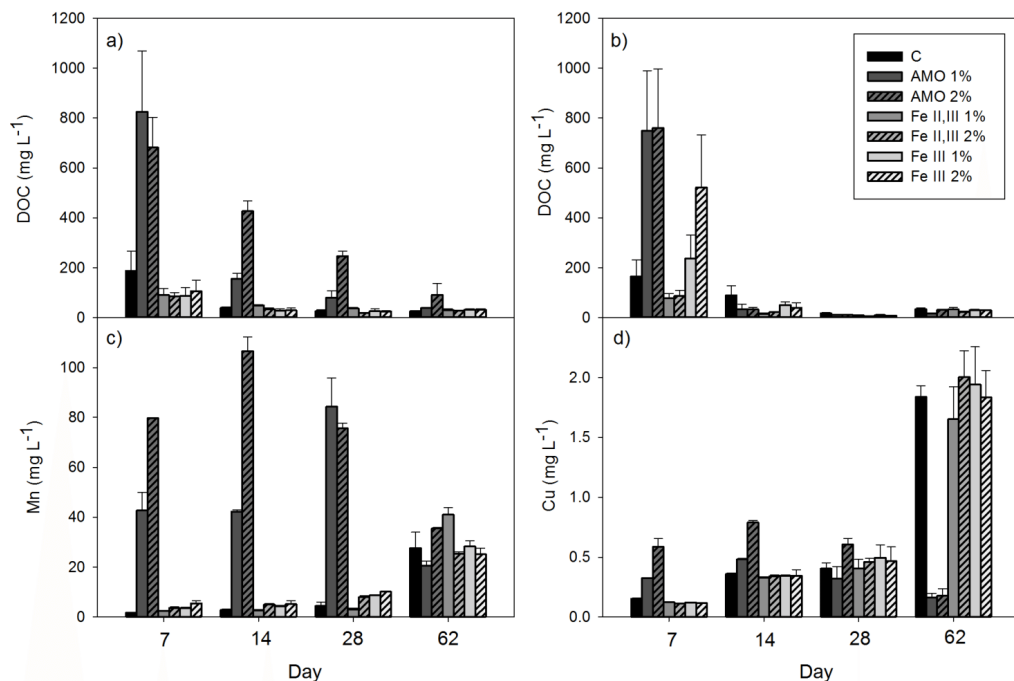 a)
DOC (mg L⁻¹)
1200
1000
800
600
400
200
0
b)
DOC (mg L⁻¹)
1200
1000
800
600
400
200
0
C
AMO 1%
AMO 2%
Fe II,III 1%
Fe II,III 2%
Fe III 1%
Fe III 2%
c)
Mn (mg L⁻¹)
100
80
60
40
20
0
7 14 28 62
Day
d)
Cu (mg L⁻¹)
2.0
1.5
1.0
0.5
0.0
7 14 28 62
Day